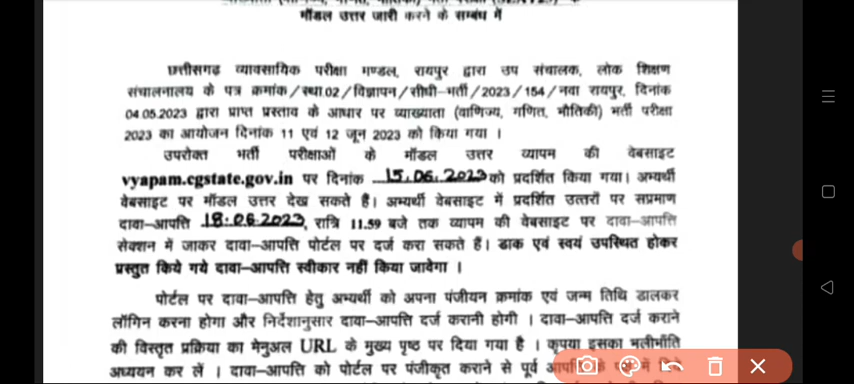 मॉडल उत्तर जारी करने के सम्बंध में
छत्तीसगढ़ व्यावसायिक परीक्षा मण्डल, रायपुर द्वारा उप संचालक, लोक शिक्षण
संचालनालय के पत्र क्रमांक/स्था.02/विज्ञापन/सीधी–भर्ती/2023/154/नवा रायपुर, दिनांक
04.05.2023 द्वारा प्राप्त प्रस्ताव के आधार पर व्याख्याता (वाणिज्य, गणित, भौतिकी) भर्ती परीक्षा
2023 का आयोजन दिनांक 11 एवं 12 जून 2023 को किया गया ।
उपरोक्त भर्ती परीक्षाओं के मॉडल उत्तर व्यापम की वेबसाइट
vyapam.cgstate.gov.in पर दिनांक 15.06.2023 को प्रदर्शित किया गया। अभ्यर्थी
वेबसाइट पर मॉडल उत्तर देख सकते है। अभ्यर्थी वेबसाइट में प्रदर्शित उत्तरों पर सप्रमाण
दावा–आपत्ति 18.06.2023, रात्रि 11.59 बजे तक व्यापम की वेबसाइट पर दावा–आपत्ति
सेक्शन में जाकर दावा–आपत्ति पोर्टल पर दर्ज करा सकते हैं। डाक एवं स्वयं उपस्थित होकर
प्रस्तुत किये गये दावा–आपत्ति स्वीकार नहीं किया जावेगा ।
पोर्टल पर दावा–आपत्ति हेतु अभ्यर्थी को अपना पंजीयन क्रमांक एवं जन्म तिथि डालकर
लॉगिन करना होगा और निर्देशानुसार दावा–आपत्ति दर्ज करानी होगी । दावा–आपत्ति दर्ज कराने
की विस्तृत प्रक्रिया का मेनुअल URL के मुख्य पृष्ठ पर दिया गया है । कृपया इसका भलीभाँति
अध्ययन कर लें । दावा–आपत्ति को पोर्टल पर पंजीकृत कराने से पूर्व